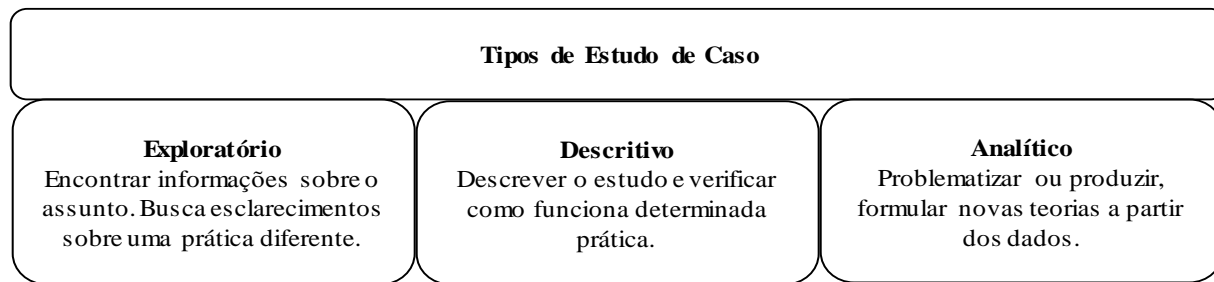 Tipos de Estudo de Caso
Exploratório
Encontrar informações sobre o
assunto. Busca esclarecimentos
sobre uma prática diferente.
Descritivo
Descrever o estudo e verificar
como funciona determinada
prática.
Analítico
Problematizar ou produzir,
formular novas teorias a partir
dos dados.